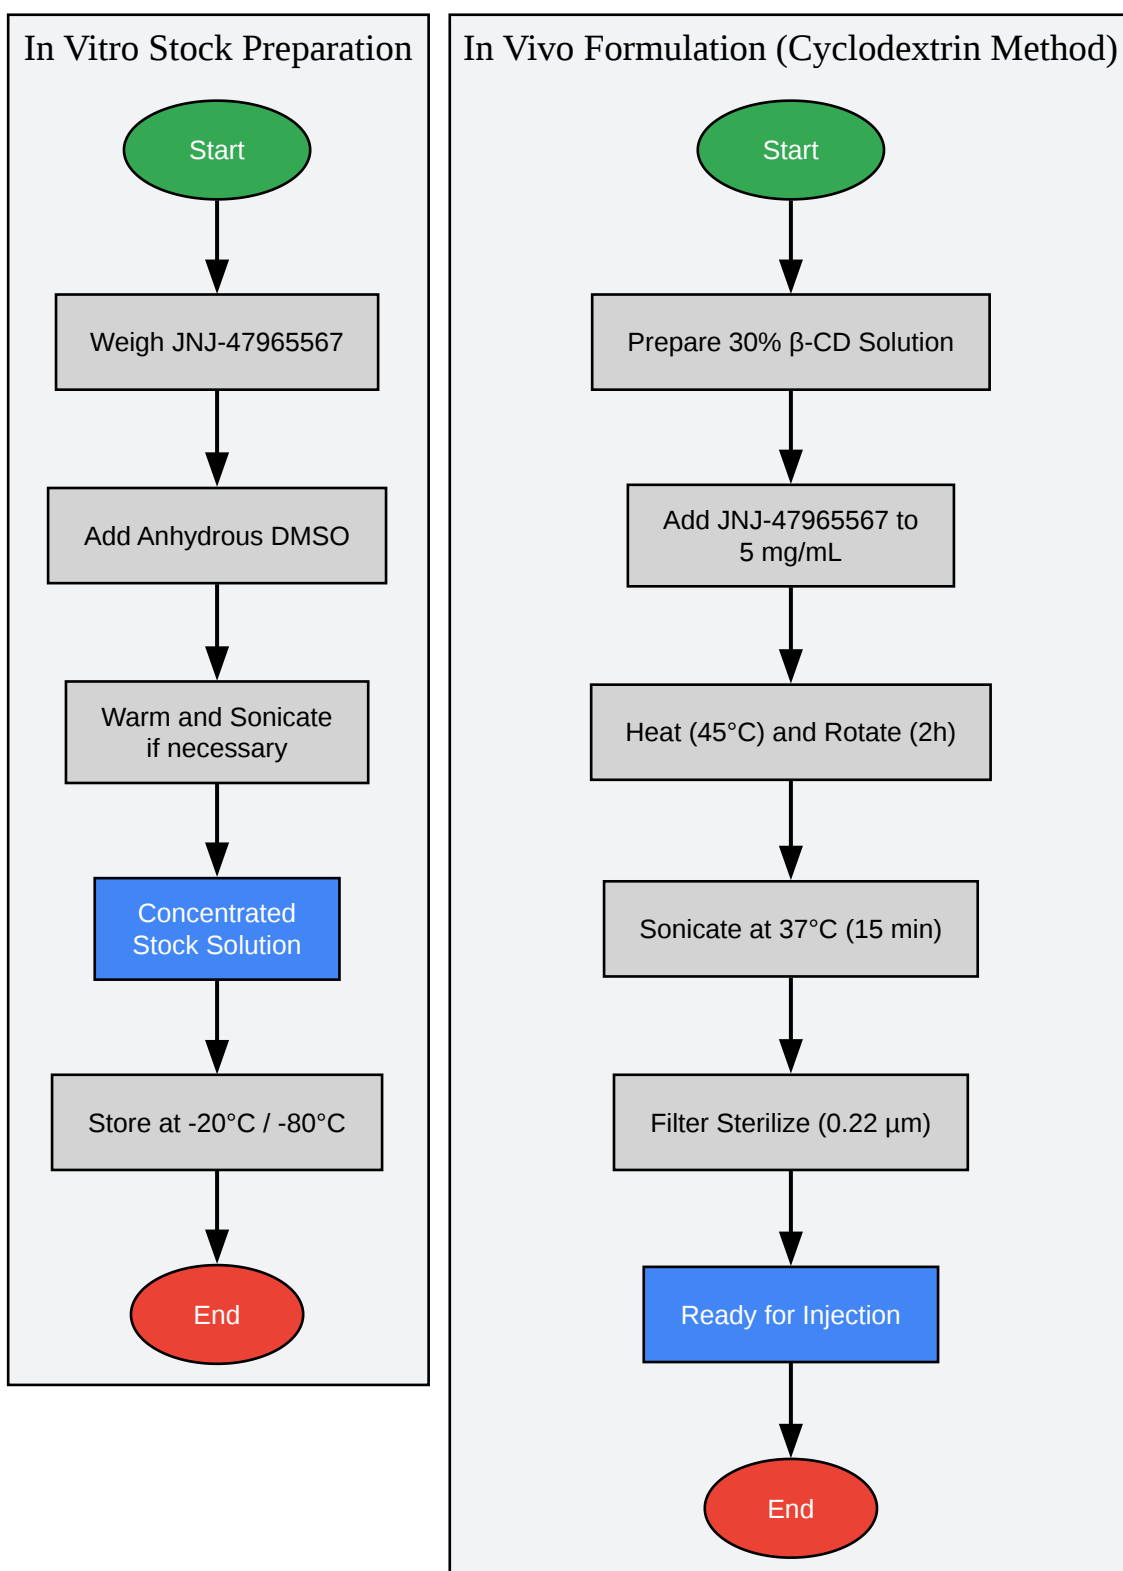 In Vitro Stock Preparation
Start
Weigh JNJ-47965567
Add Anhydrous DMSO
Warm and Sonicate
if necessary
Concentrated
Stock Solution
Store at -20°C / -80°C
End
In Vivo Formulation (Cyclodextrin Method)
Start
Prepare 30% β-CD Solution
Add JNJ-47965567 to
5 mg/mL
Heat (45°C) and Rotate (2h)
Sonicate at 37°C (15 min)
Filter Sterilize (0.22 µm)
Ready for Injection
End